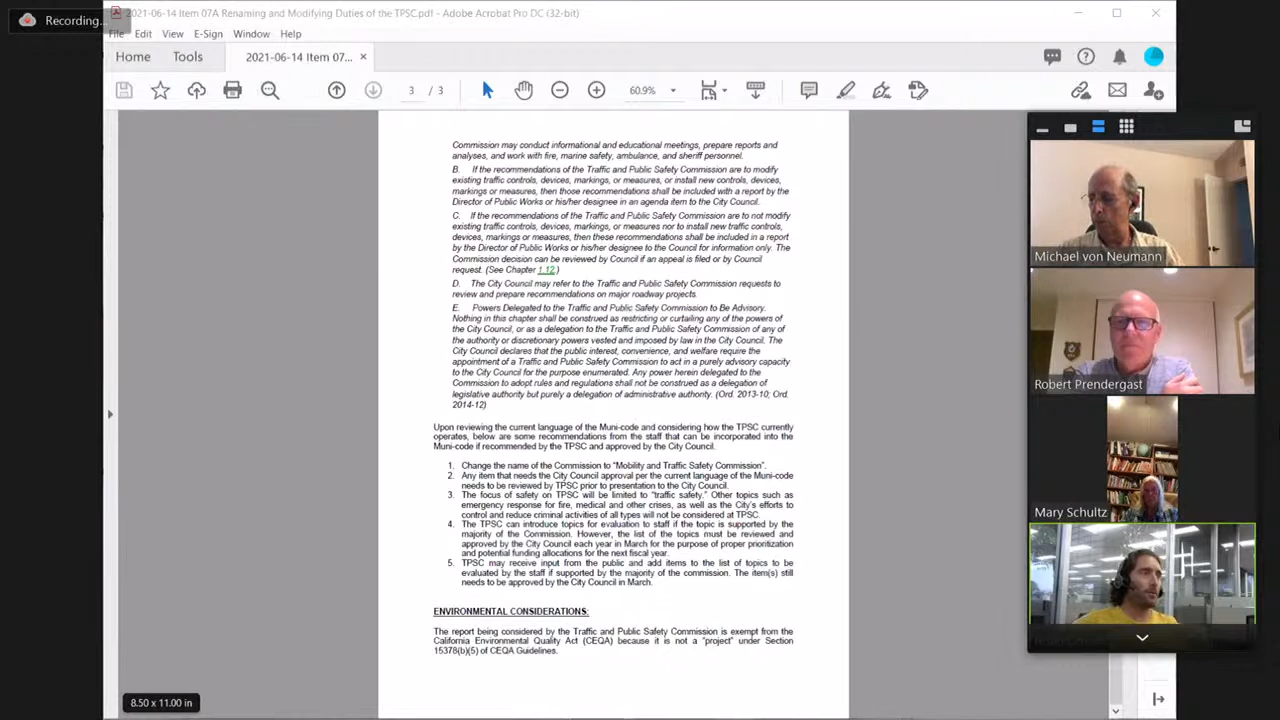 Recording...
2021-06-14 Item 07A Renaming and Modifying Duties of the TPSC.pdf - Adobe Acrobat Pro DC (32-bit)
File Edit View E-Sign Window Help
Home Tools 2021-06-14 Item 07... ×
3 / 3 60.9%
Commission may conduct informational and educational meetings, prepare reports and
analyses, and work with fire, marine safety, ambulance, and sheriff personnel.
B. If the recommendations of the Traffic and Public Safety Commission are to modify
existing traffic controls, devices, markings, or measures, or install new controls, devices,
markings or measures, then those recommendations shall be included with a report by the
Director of Public Works or his/her designee in an agenda item to the City Council.
C. If the recommendations of the Traffic and Public Safety Commission are to not modify
existing traffic controls, devices, markings, or measures nor to install new traffic controls,
devices, markings or measures, then these recommendations shall be included in a report
by the Director of Public Works or his/her designee to the Council for information only. The
Commission decision can be reviewed by Council if an appeal is filed or by Council
request. (See Chapter 1.12.)
D. The City Council may refer to the Traffic and Public Safety Commission requests to
review and prepare recommendations on major roadway projects.
E. Powers Delegated to the Traffic and Public Safety Commission to Be Advisory.
Nothing in this chapter shall be construed as restricting or curtailing any of the powers of
the City Council, or as a delegation to the Traffic and Public Safety Commission of any of
the authority or discretionary powers vested and imposed by law in the City Council. The
City Council declares that the public interest, convenience, and welfare require the
appointment of a Traffic and Public Safety Commission to act in a purely advisory capacity
to the City Council for the purpose enumerated. Any power herein delegated to the
Commission to adopt rules and regulations shall not be construed as a delegation of
legislative authority but purely a delegation of administrative authority. (Ord. 2013-10; Ord.
2014-12)
Upon reviewing the current language of the Muni-code and considering how the TPSC currently
operates, below are some recommendations from the staff that can be incorporated into the
Muni-code if recommended by the TPSC and approved by the City Council.
1. Change the name of the Commission to "Mobility and Traffic Safety Commission".
2. Any item that needs the City Council approval per the current language of the Muni-code
needs to be reviewed by TPSC prior to presentation to the City Council.
3. The focus of safety on TPSC will be limited to "traffic safety." Other topics such as
emergency response for fire, medical and other crises, as well as the City's efforts to
control and reduce criminal activities of all types will not be considered at TPSC.
4. The TPSC can introduce topics for evaluation to staff if the topic is supported by the
majority of the Commission. However, the list of the topics must be reviewed and
approved by the City Council each year in March for the purpose of proper prioritization
and potential funding allocations for the next fiscal year.
5. TPSC may receive input from the public and add items to the list of topics to be
evaluated by the staff if supported by the majority of the commission. The item(s) still
needs to be approved by the City Council in March.
ENVIRONMENTAL CONSIDERATIONS:
The report being considered by the Traffic and Public Safety Commission is exempt from the
California Environmental Quality Act (CEQA) because it is not a "project" under Section
15378(b)(5) of CEQA Guidelines.
8.50 x 11.00 in
Michael von Neumann
Robert Prendergast
Mary Schultz